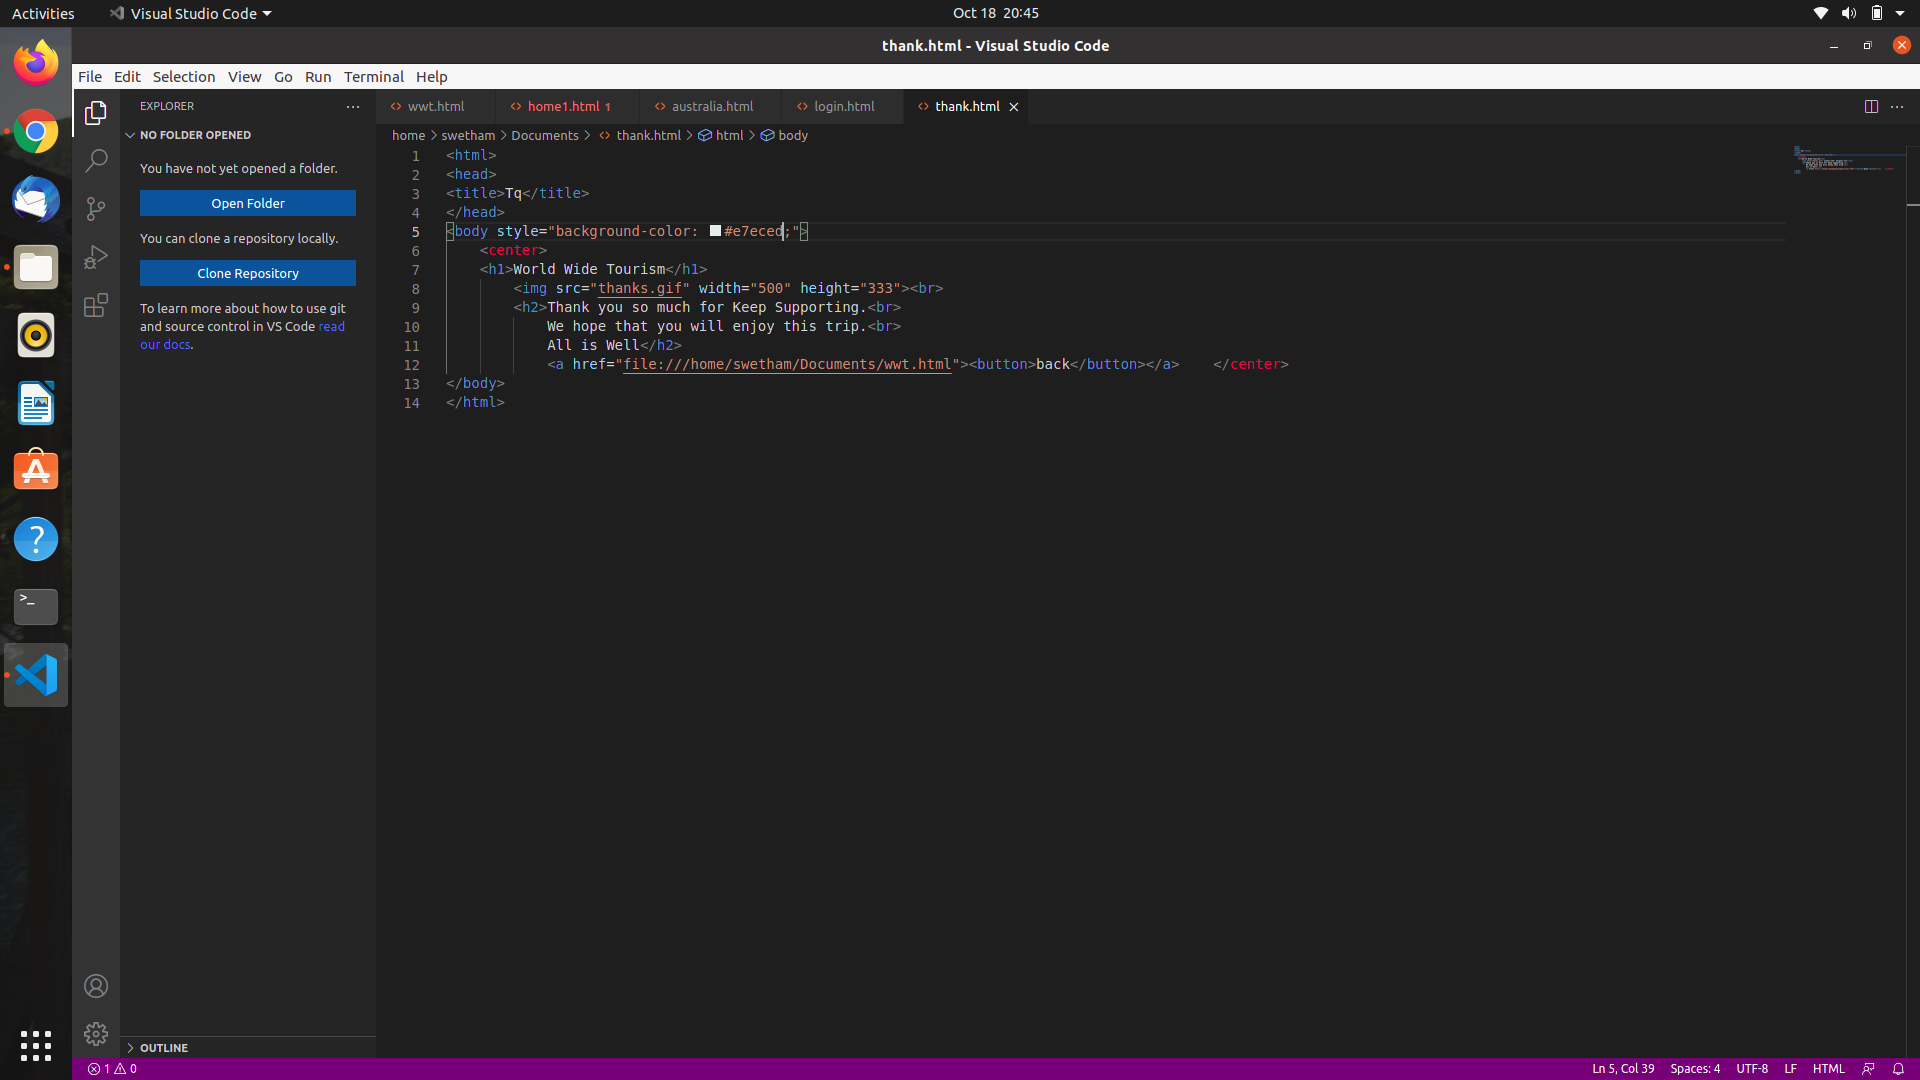 Activities Visual Studio Code Oct 18 20:45
thank.html - Visual Studio Code
File Edit Selection View Go Run Terminal Help
EXPLORER
NO FOLDER OPENED
You have not yet opened a folder.
Open Folder
You can clone a repository locally.
Clone Repository
To learn more about how to use git
and source control in VS Code read
our docs.
OUTLINE
wwt.html home1.html 1 australia.html login.html thank.html
home > swetham > Documents > thank.html > html > body
1 <html>
2 <head>
3 <title>Tq</title>
4 </head>
5 <body style="background-color: #e7eced;">
6 <center>
7 <h1>World Wide Tourism</h1>
8 <img src="thanks.gif" width="500" height="333"><br>
9 <h2>Thank you so much for Keep Supporting.<br>
10 We hope that you will enjoy this trip.<br>
11 All is Well</h2>
12 <a href="file:///home/swetham/Documents/wwt.html"><button>back</button></a> </center>
13 </body>
14 </html>
1 0 Ln 5, Col 39 Spaces: 4 UTF-8 LF HTML